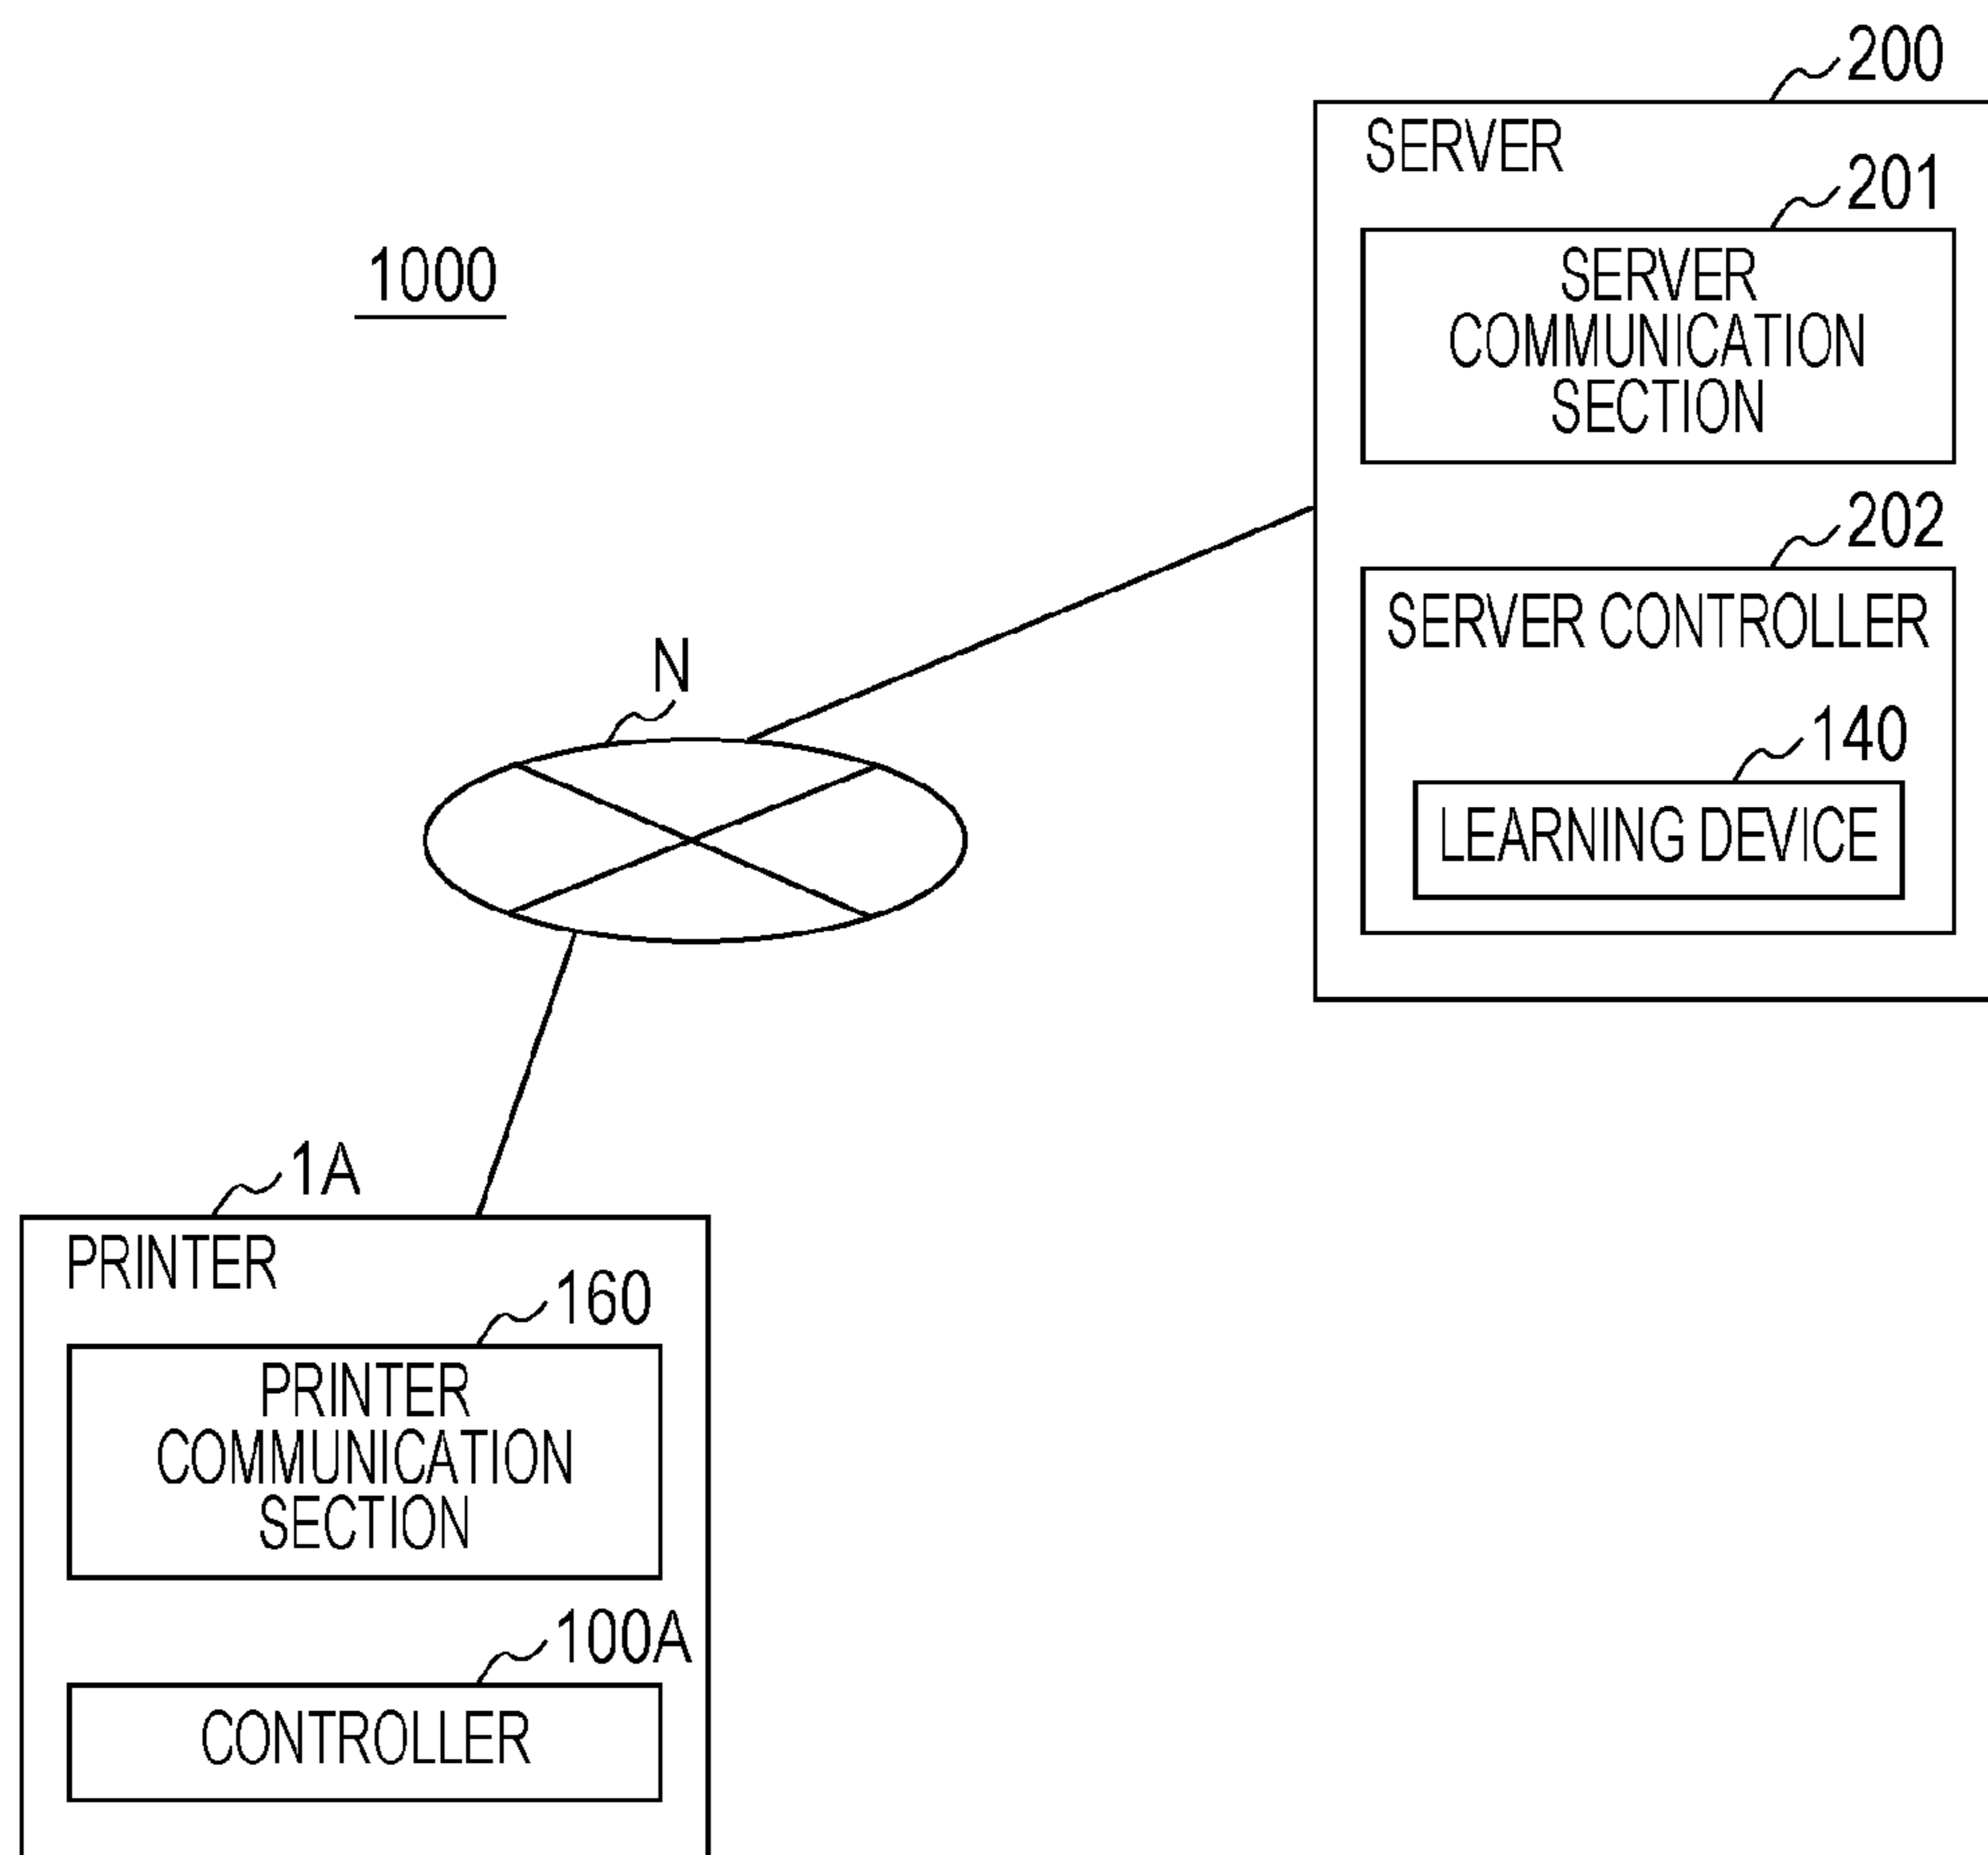 200
SERVER
201
SERVER
COMMUNICATION
SECTION
1000
202
SERVER CONTROLLER
N
140
LEARNING DEVICE
1A
PRINTER
160
PRINTER
COMMUNICATION
SECTION
100A
CONTROLLER